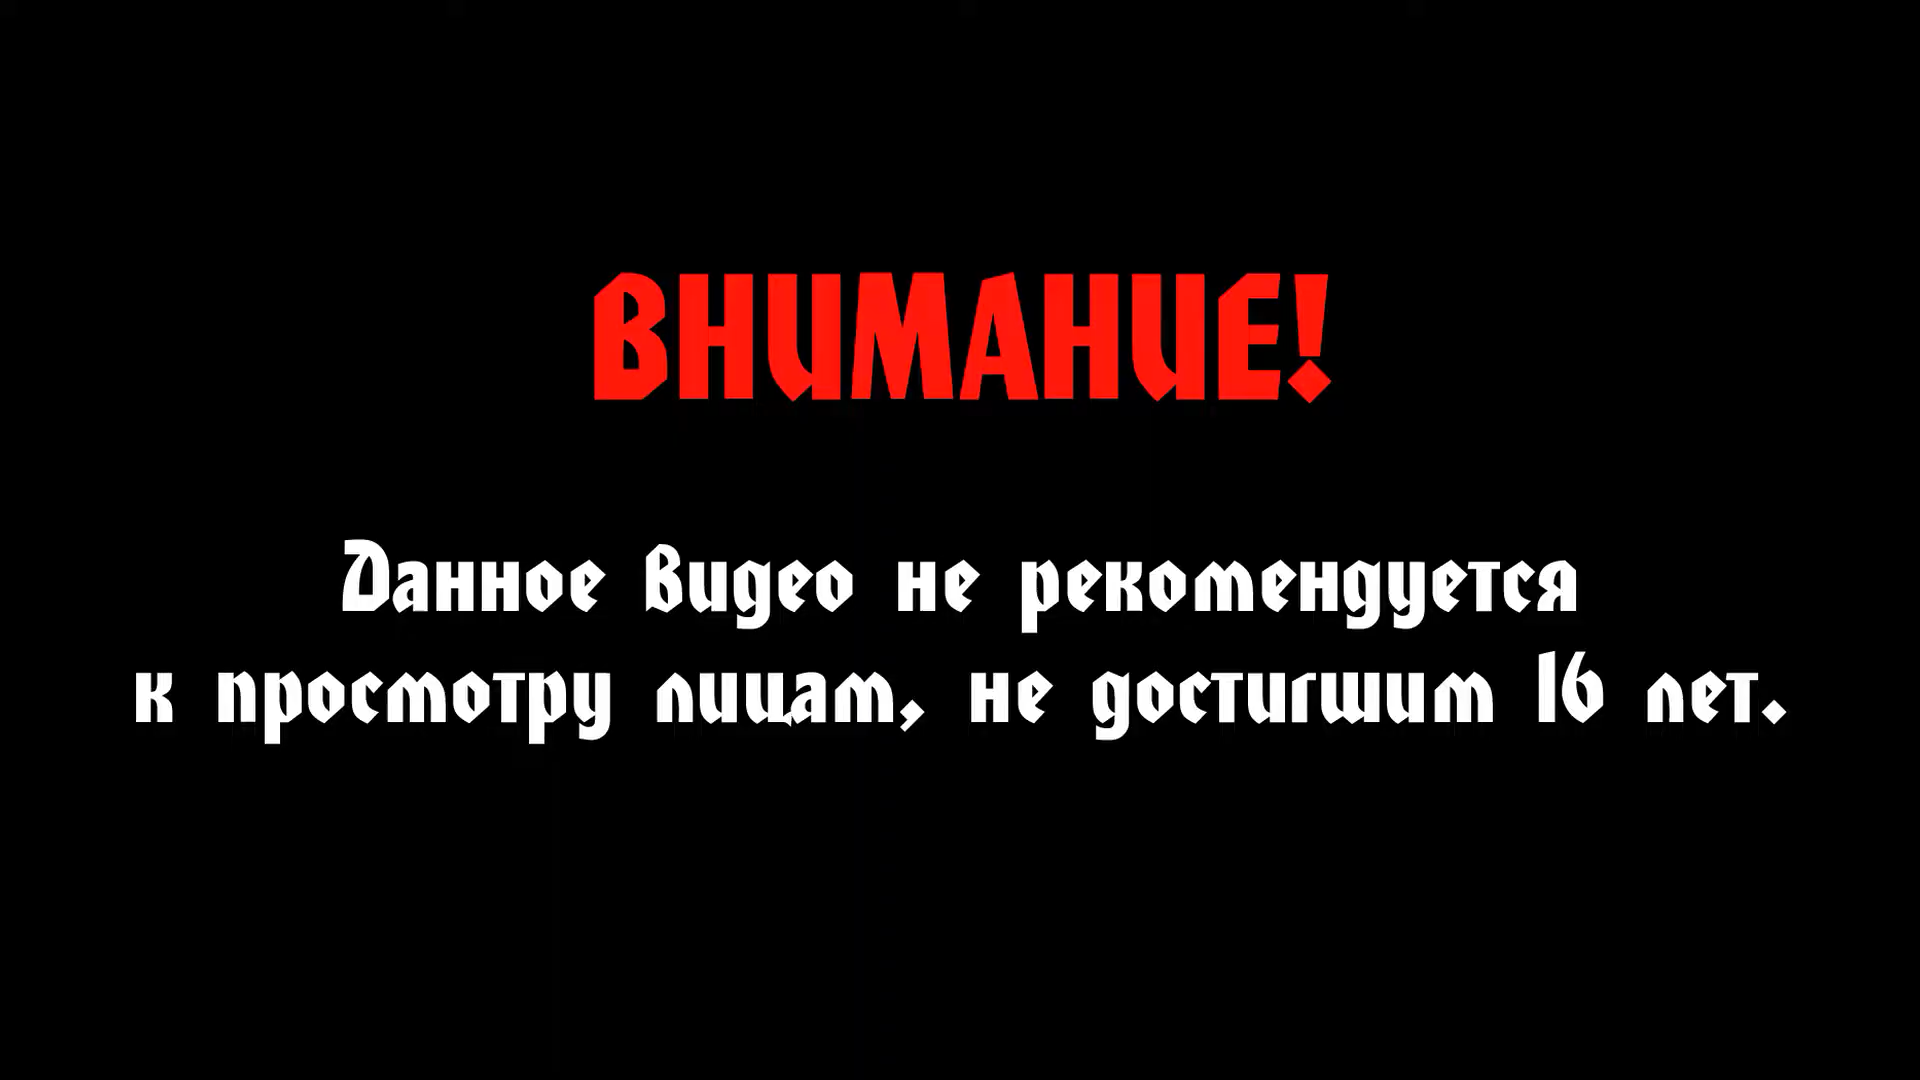 ВНИМАНИЕ!
Данное видео не рекомендуется
к просмотру лицам, не достигшим 16 лет.